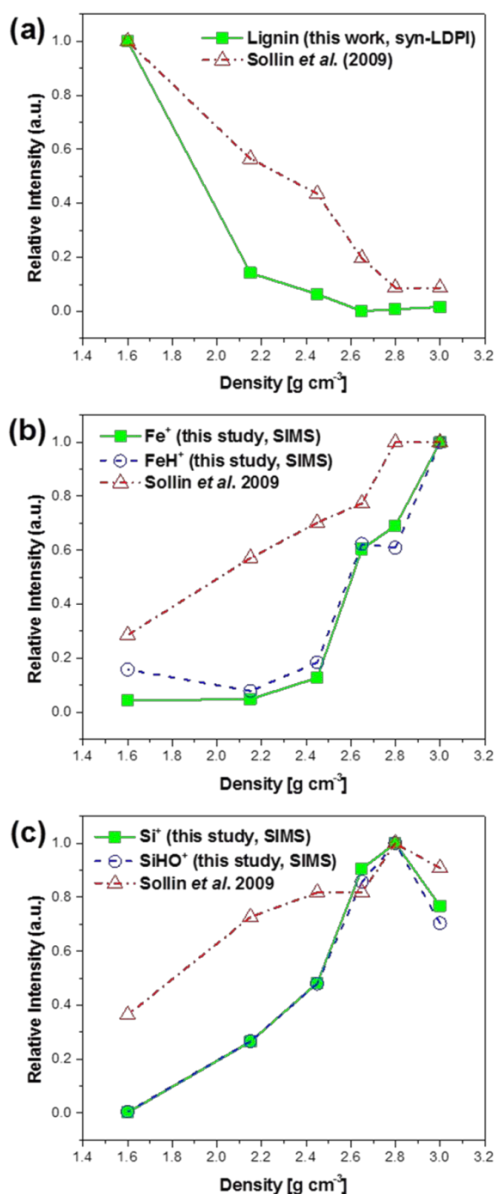 (a)
Lignin (this work, syn-LDPI)
Sollin et al. (2009)
Relative Intensity (a.u.)
1.0
0.8
0.6
0.4
0.2
0.0
1.4 1.6 1.8 2.0 2.2 2.4 2.6 2.8 3.0 3.2
Density [g cm⁻³]
(b)
Fe⁺ (this study, SIMS)
FeH⁺ (this study, SIMS)
Sollin et al. 2009
Relative Intensity (a.u.)
1.0
0.8
0.6
0.4
0.2
0.0
1.4 1.6 1.8 2.0 2.2 2.4 2.6 2.8 3.0 3.2
Density [g cm⁻³]
(c)
Si⁺ (this study, SIMS)
SiHO⁺ (this study, SIMS)
Sollin et al. 2009
Relative Intensity (a.u.)
1.0
0.8
0.6
0.4
0.2
0.0
1.4 1.6 1.8 2.0 2.2 2.4 2.6 2.8 3.0 3.2
Density [g cm⁻³]